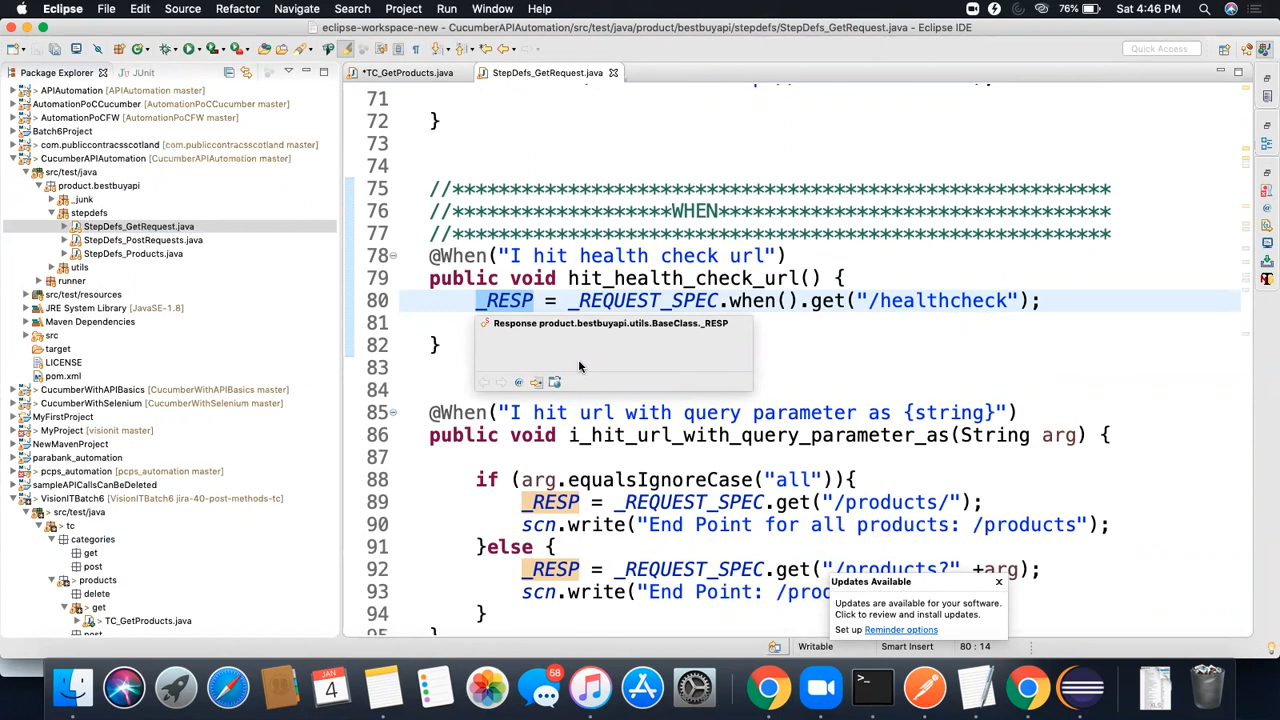 Eclipse File Edit Source Refactor Navigate Search Project Run Window Help 76% Sat 4:46 PM
eclipse-workspace-new - CucumberAPIAutomation/src/test/java/product/bestbuyapi/stepdefs/StepDefs_GetRequest.java - Eclipse IDE
Quick Access
Package Explorer JUnit
*TC_GetProducts.java StepDefs_GetRequest.java
> APIAutomation [APIAutomation master]
AutomationPoCCucumber [AutomationPoCCucumber master]
> AutomationPoCFW [AutomationPoCFW master]
Batch6Project
> com.publiccontracsscotland [com.publiccontracsscotland master]
> CucumberAPIAutomation [CucumberAPIAutomation master]
> src/test/java
> product.bestbuyapi
> _junk
> stepdefs
> StepDefs_GetRequest.java
StepDefs_PostRequests.java
StepDefs_Products.java
> utils
> runner
> src/test/resources
JRE System Library [JavaSE-1.8]
Maven Dependencies
> src
target
LICENSE
pom.xml
> CucumberWithAPIBasics [CucumberWithAPIBasics master]
> CucumberWithSelenium [CucumberWithSelenium master]
MyFirstProject
> MyProject [visionit master]
NewMavenProject
parabank_automation
> pcps_automation [pcps_automation master]
sampleAPICallsCanBeDeleted
> VisionITBatch6 [VisionITBatch6 jira-40-post-methods-tc]
> src/test/java
> tc
categories
get
post
> products
delete
> get
> TC_GetProducts.java
71
72 }
73
74
75 //*********************************************************
76 //*******************WHEN**********************************
77 //*********************************************************
78 @When("I hit health check url")
79 public void hit_health_check_url() {
80 _RESP = _REQUEST_SPEC.when().get("/healthcheck");
81
82 }
83
84
85 @When("I hit url with query parameter as {string}")
86 public void i_hit_url_with_query_parameter_as(String arg) {
87
88 if (arg.equalsIgnoreCase("all")){
89 _RESP = _REQUEST_SPEC.get("/products/");
90 scn.write("End Point for all products: /products");
91 }else {
92 _RESP = _REQUEST_SPEC.get("/products?" +arg);
93 scn.write("End Point: /prod
94 }
Response product.bestbuyapi.utils.BaseClass._RESP
Updates Available
Updates are available for your software.
Click to review and install updates.
Set up Reminder options
Writable Smart Insert 80 : 14
JAN
4
58